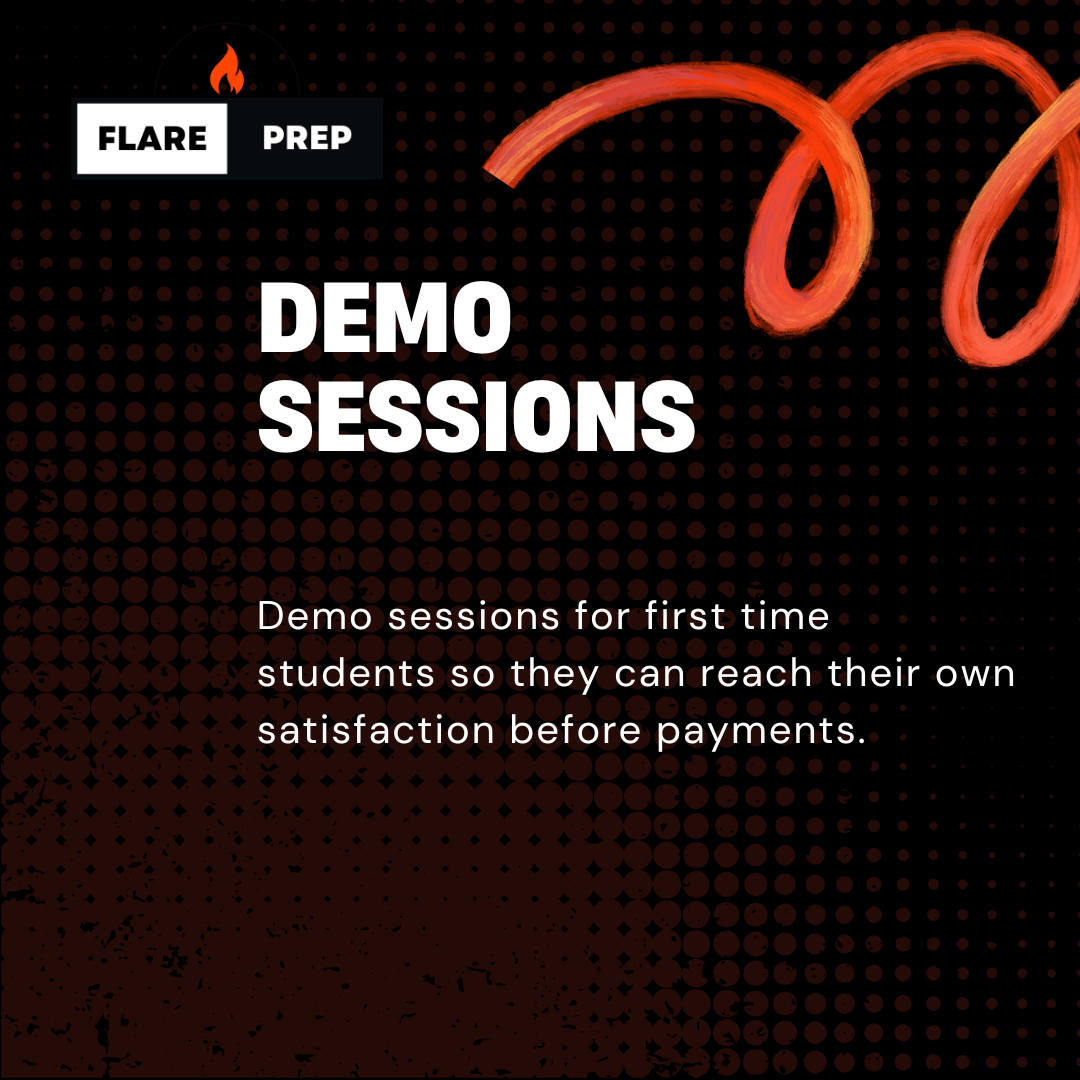 FLARE PREP
DEMO
SESSIONS
Demo sessions for first time
students so they can reach their own
satisfaction before payments.